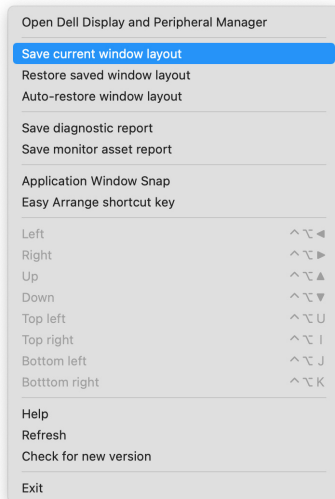 Open Dell Display and Peripheral Manager
Save current window layout
Restore saved window layout
Auto-restore window layout
Save diagnostic report
Save monitor asset report
Application Window Snap
Easy Arrange shortcut key
Left ^⌥◀
Right ^⌥▶
Up ^⌥▲
Down ^⌥▼
Top left ^⌥U
Top right ^⌥I
Bottom left ^⌥J
Botttom right ^⌥K
Help
Refresh
Check for new version
Exit